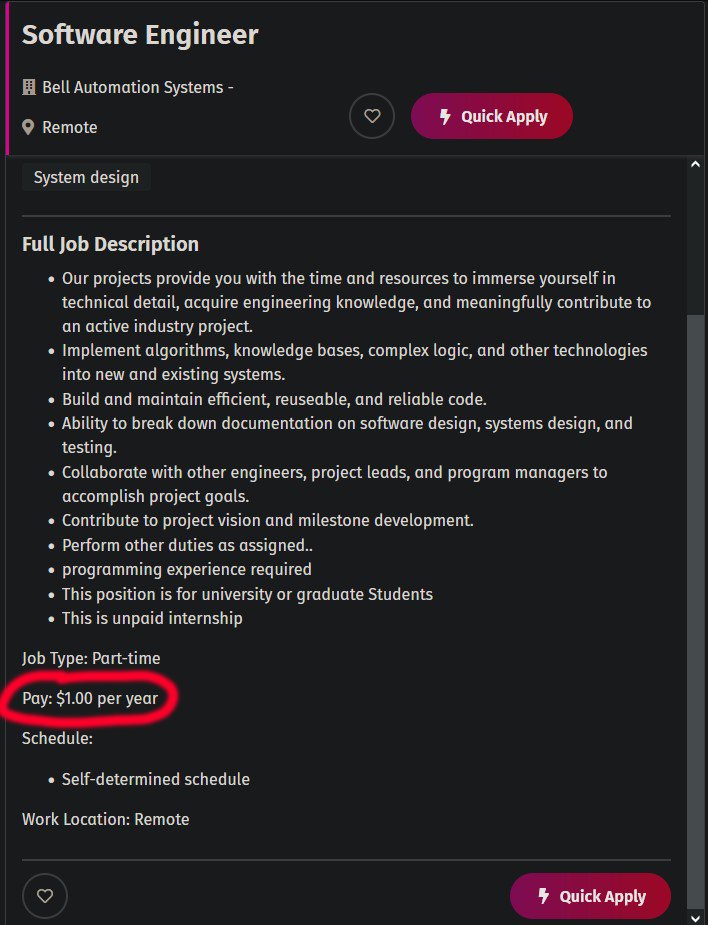 Software Engineer
Bell Automation Systems -
Remote
Quick Apply
System design
Full Job Description
• Our projects provide you with the time and resources to immerse yourself in
technical detail, acquire engineering knowledge, and meaningfully contribute to
an active industry project.
• Implement algorithms, knowledge bases, complex logic, and other technologies
into new and existing systems.
• Build and maintain efficient, reuseable, and reliable code.
• Ability to break down documentation on software design, systems design, and
testing.
• Collaborate with other engineers, project leads, and program managers to
accomplish project goals.
• Contribute to project vision and milestone development.
• Perform other duties as assigned..
• programming experience required
• This position is for university or graduate Students
• This is unpaid internship
Job Type: Part-time
Pay: $1.00 per year
Schedule:
• Self-determined schedule
Work Location: Remote
Quick Apply